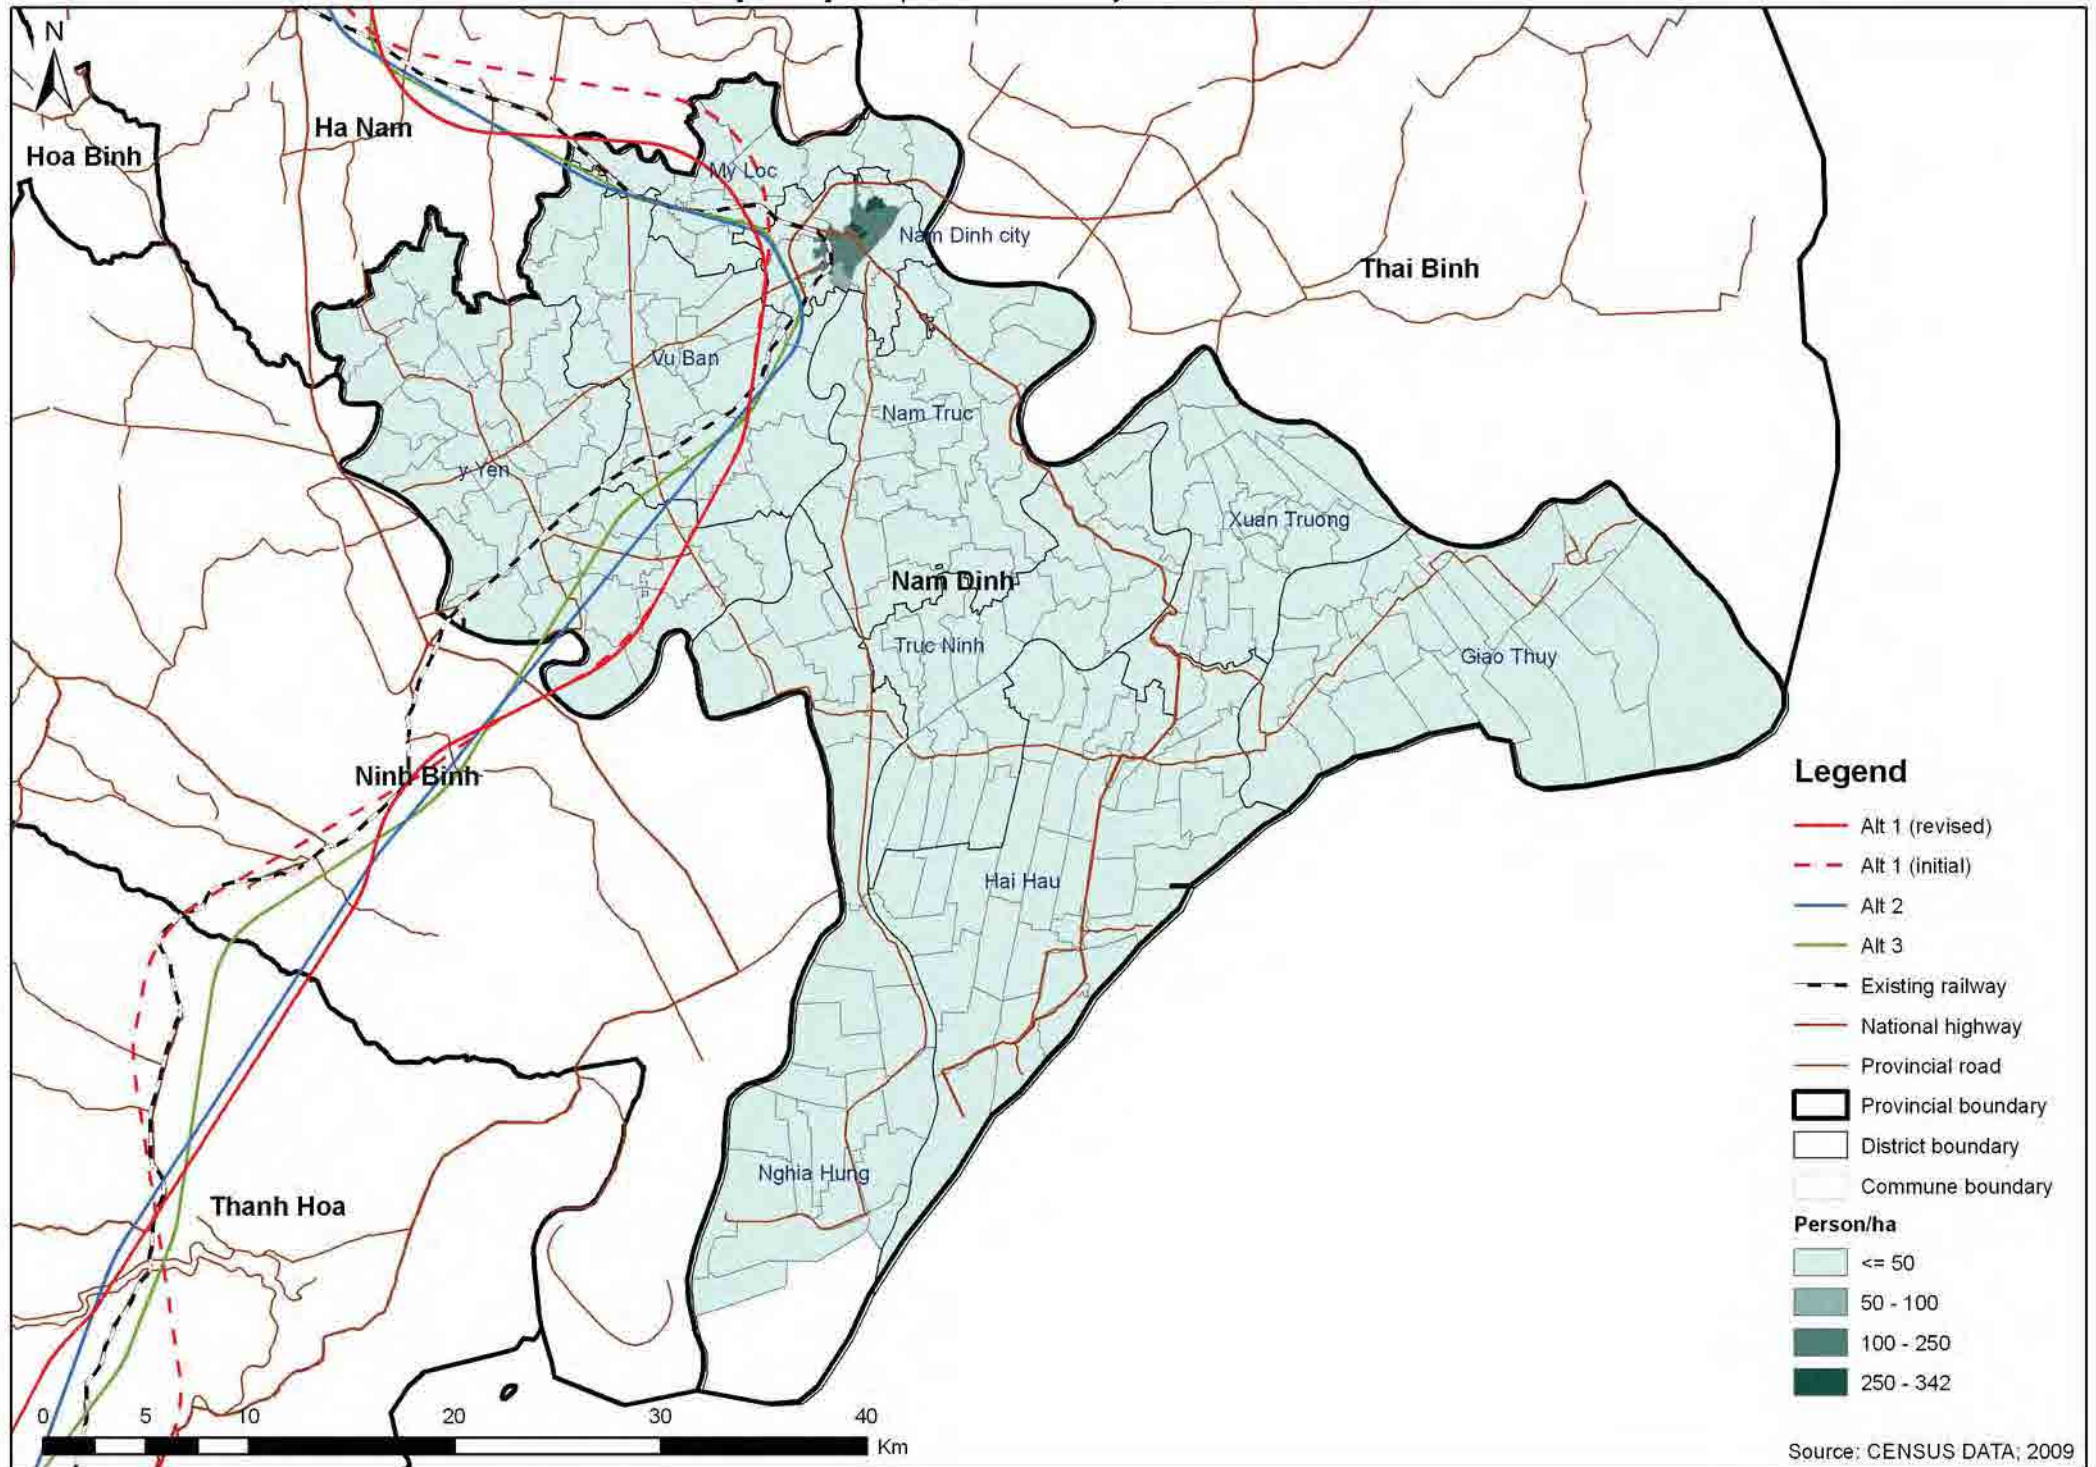 N
Ha Nam
Hoa Binh
My Loc
Nam Dinh city
Thai Binh
Vu Ban
Nam Truc
y Yen
Xuan Truong
Nam Dinh
Truc Ninh
Giao Thuy
Ninh Binh
Hai Hau
Nghia Hung
Thanh Hoa
Legend
Alt 1 (revised)
Alt 1 (initial)
Alt 2
Alt 3
Existing railway
National highway
Provincial road
Provincial boundary
District boundary
Commune boundary
Person/ha
<= 50
50 - 100
100 - 250
250 - 342
0 5 10 20 30 40
Km
Source: CENSUS DATA; 2009